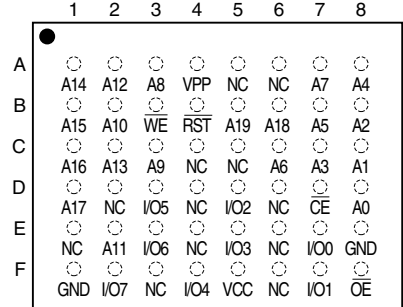 1 2 3 4 5 6 7 8
A
A14 A12 A8 VPP NC NC A7 A4
B
A15 A10 WE RST A19 A18 A5 A2
C
A16 A13 A9 NC NC A6 A3 A1
D
A17 NC I/O5 NC I/O2 NC CE A0
E
NC A11 I/O6 NC I/O3 NC I/O0 GND
F
GND I/O7 NC I/O4 VCC NC I/O1 OE